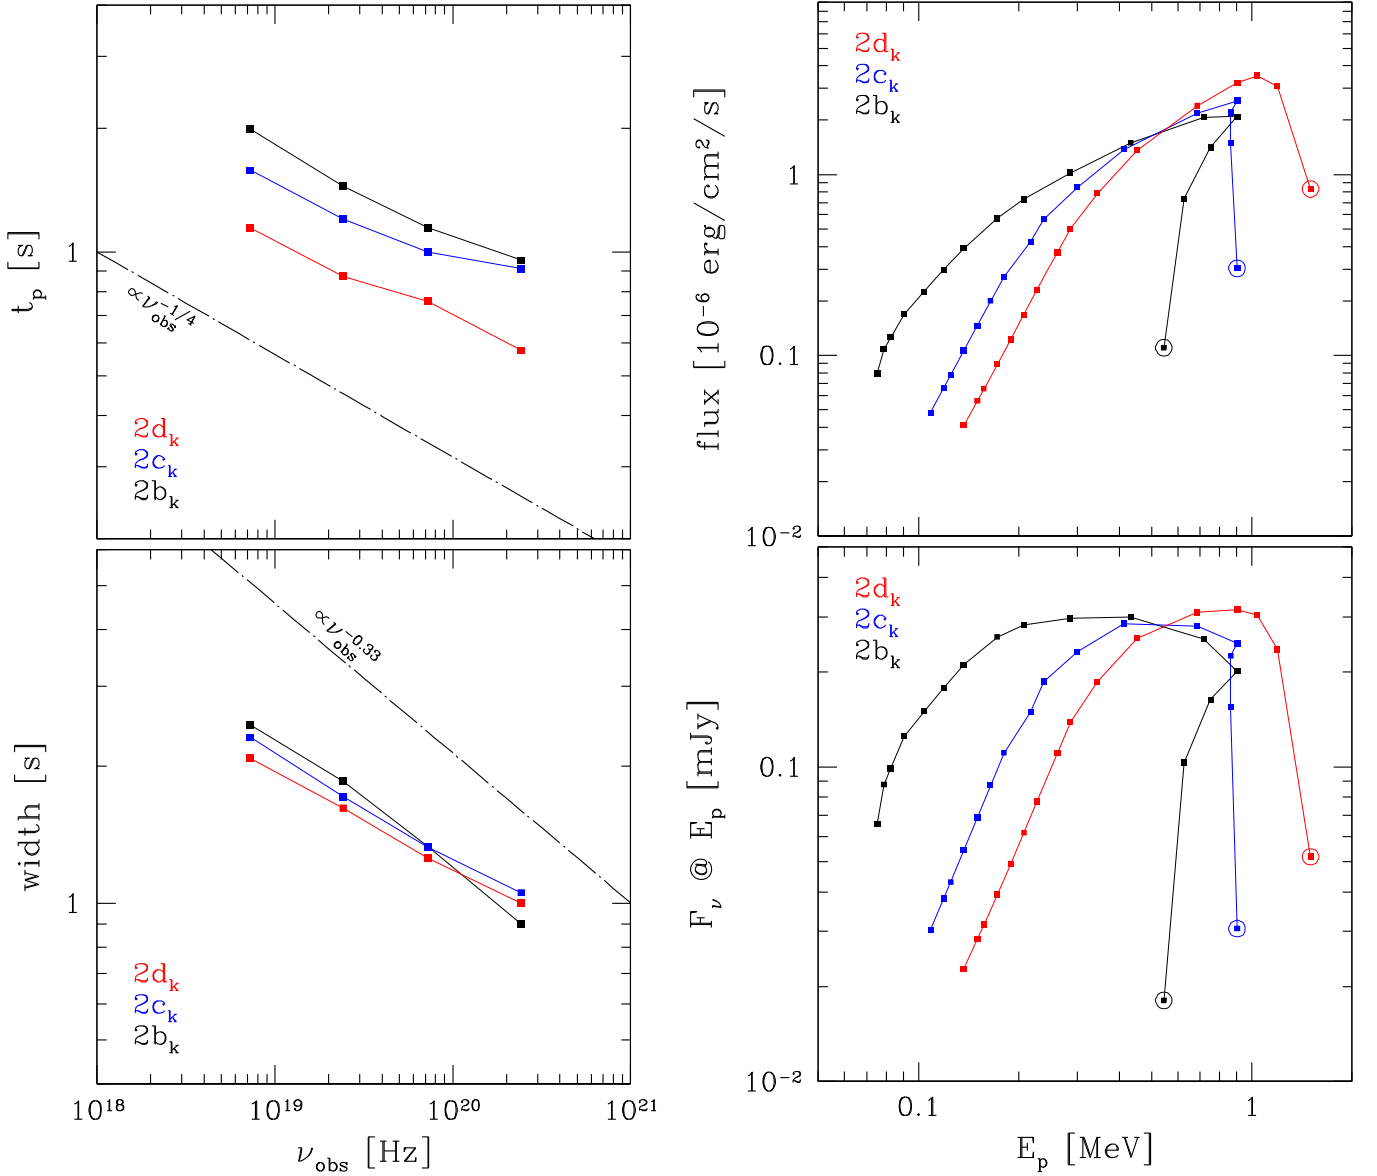 t_p [s]
1
∝ν_obs^-1/4
2d_k
2c_k
2b_k
width [s]
1
∝ν_obs^-0.33
2d_k
2c_k
2b_k
10^18 10^19 10^20 10^21
ν_obs [Hz]
flux [10^-6 erg/cm^2/s]
2d_k
2c_k
2b_k
1
0.1
10^-2
F_ν @ E_p [mJy]
2d_k
2c_k
2b_k
0.1
10^-2
0.1 1
E_p [MeV]